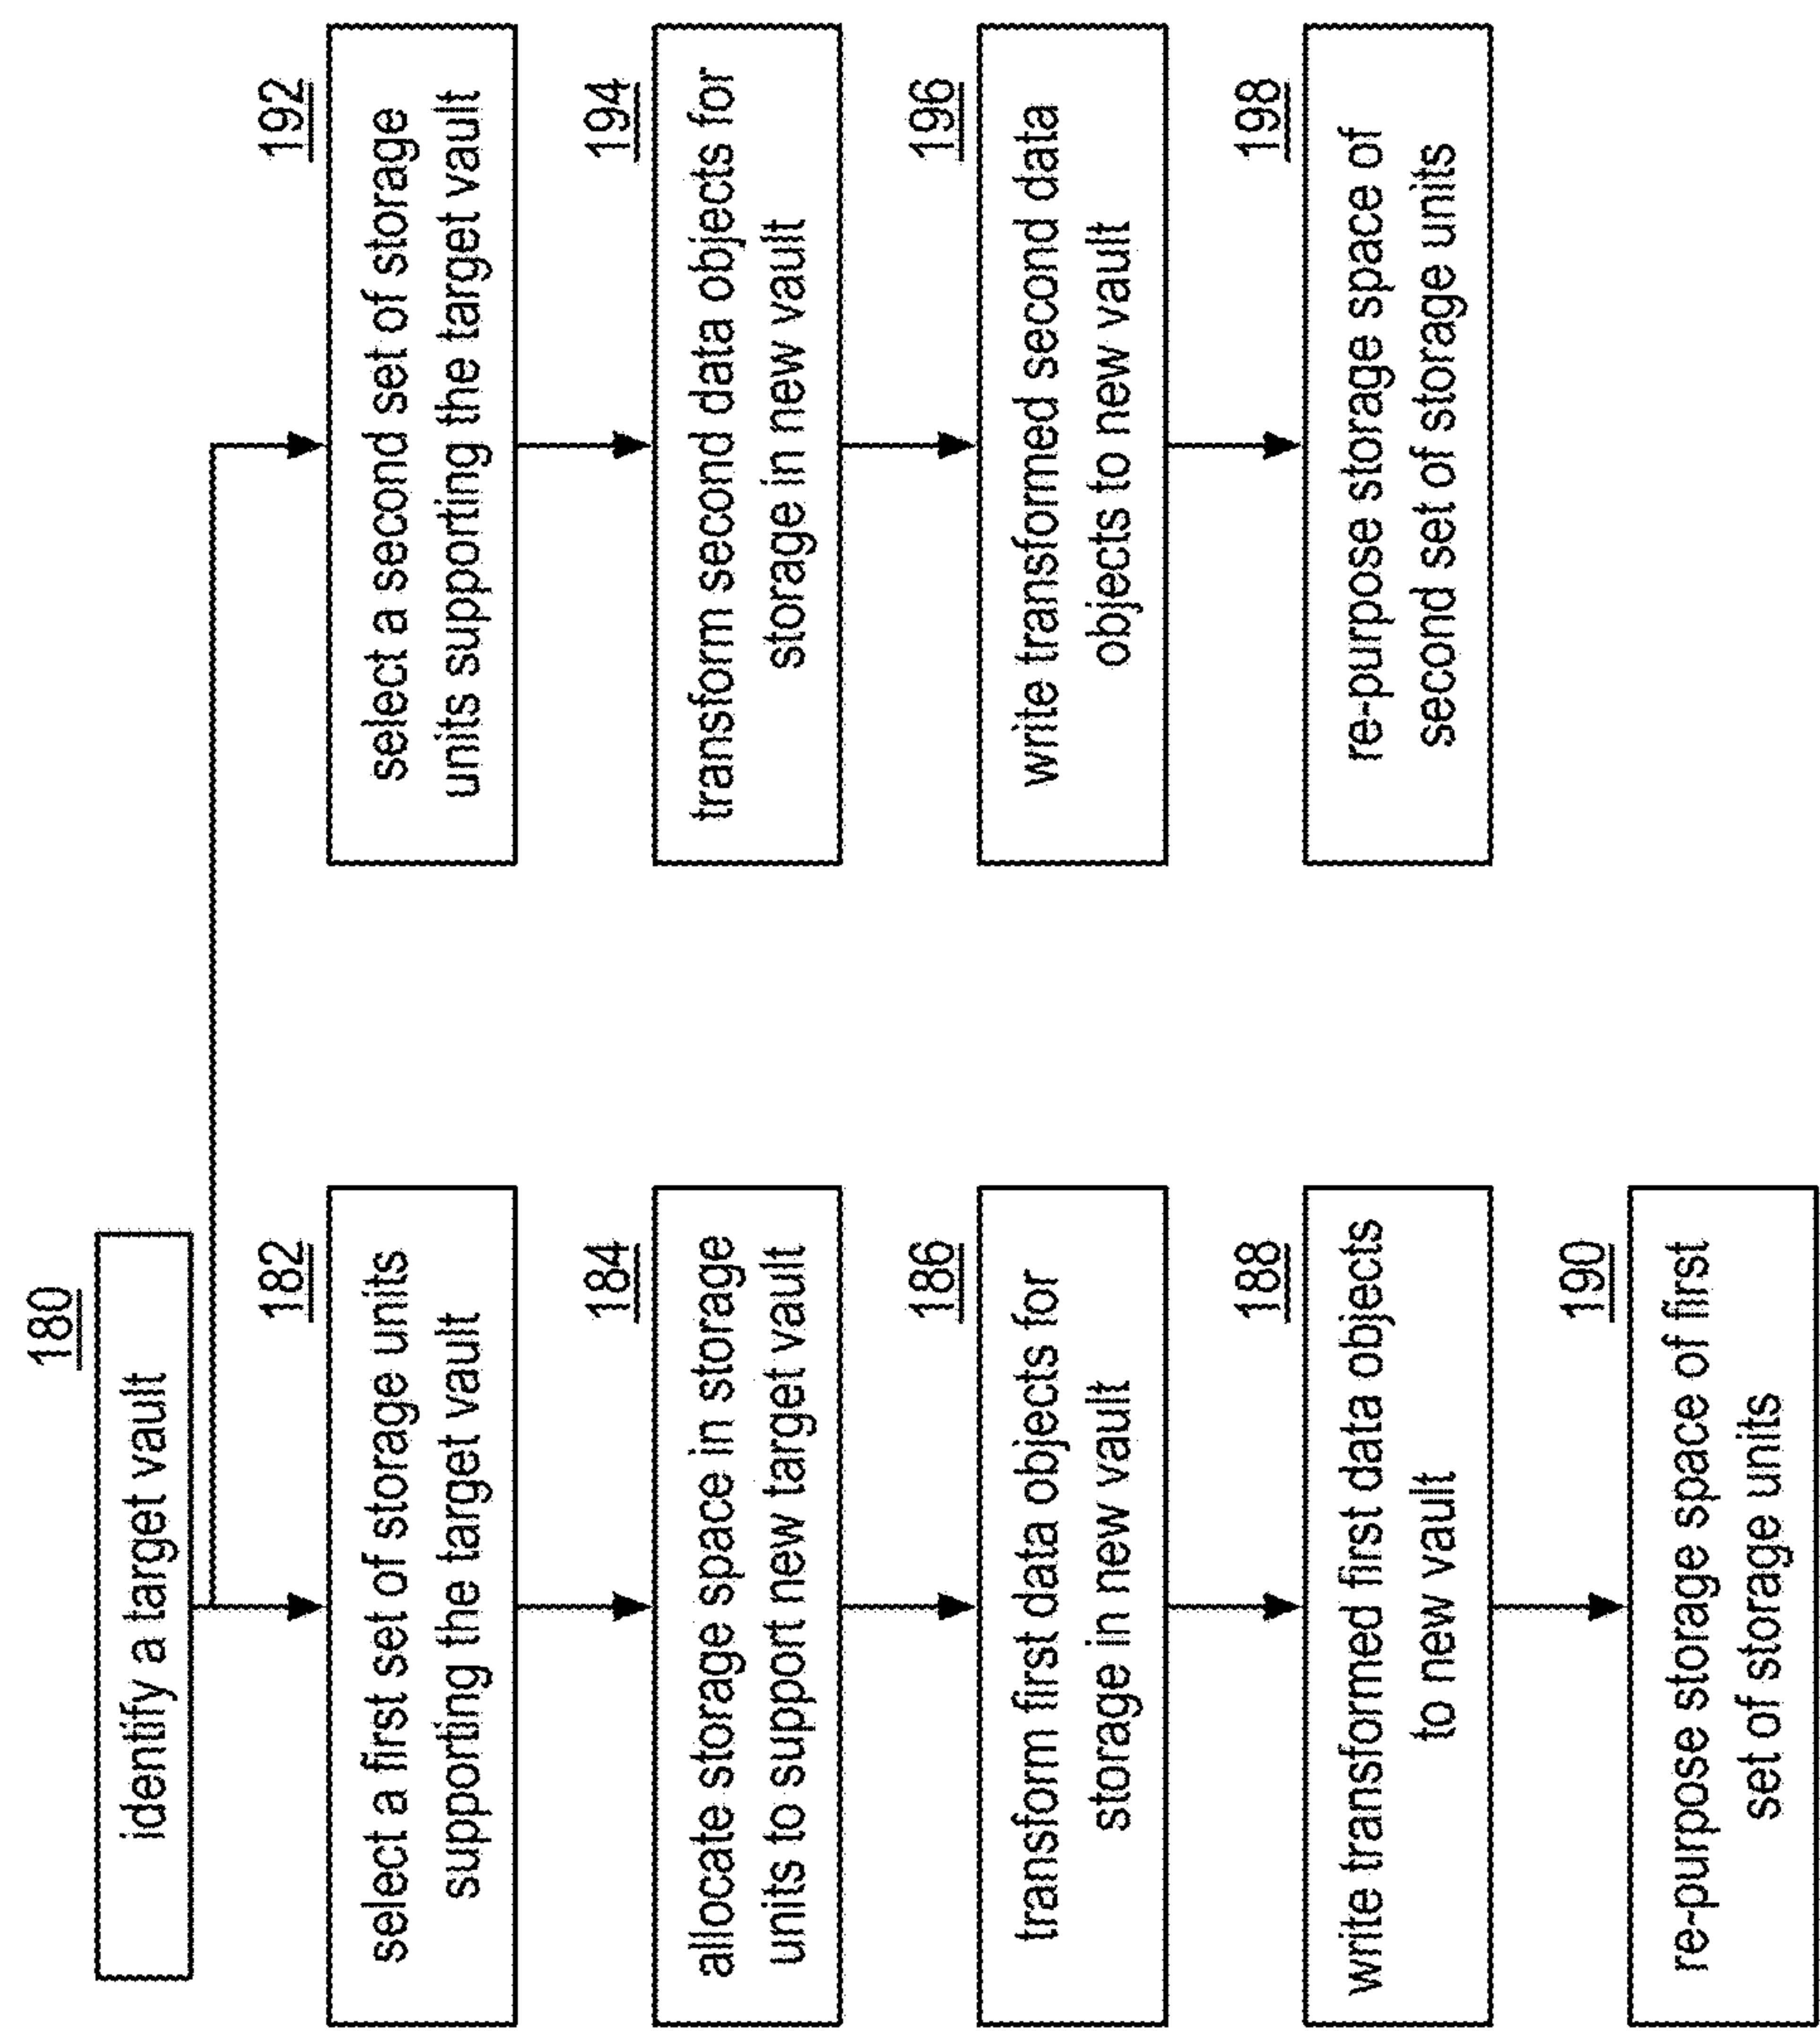 180
identify a target vault
182
select a first set of storage units
supporting the target vault
184
allocate storage space in storage
units to support new target vault
186
transform first data objects for
storage in new vault
188
write transformed first data objects
to new vault
190
re-purpose storage space of first
set of storage units
192
select a second set of storage
units supporting the target vault
194
transform second data objects for
storage in new vault
196
write transformed second data
objects to new vault
198
re-purpose storage space of
second set of storage units